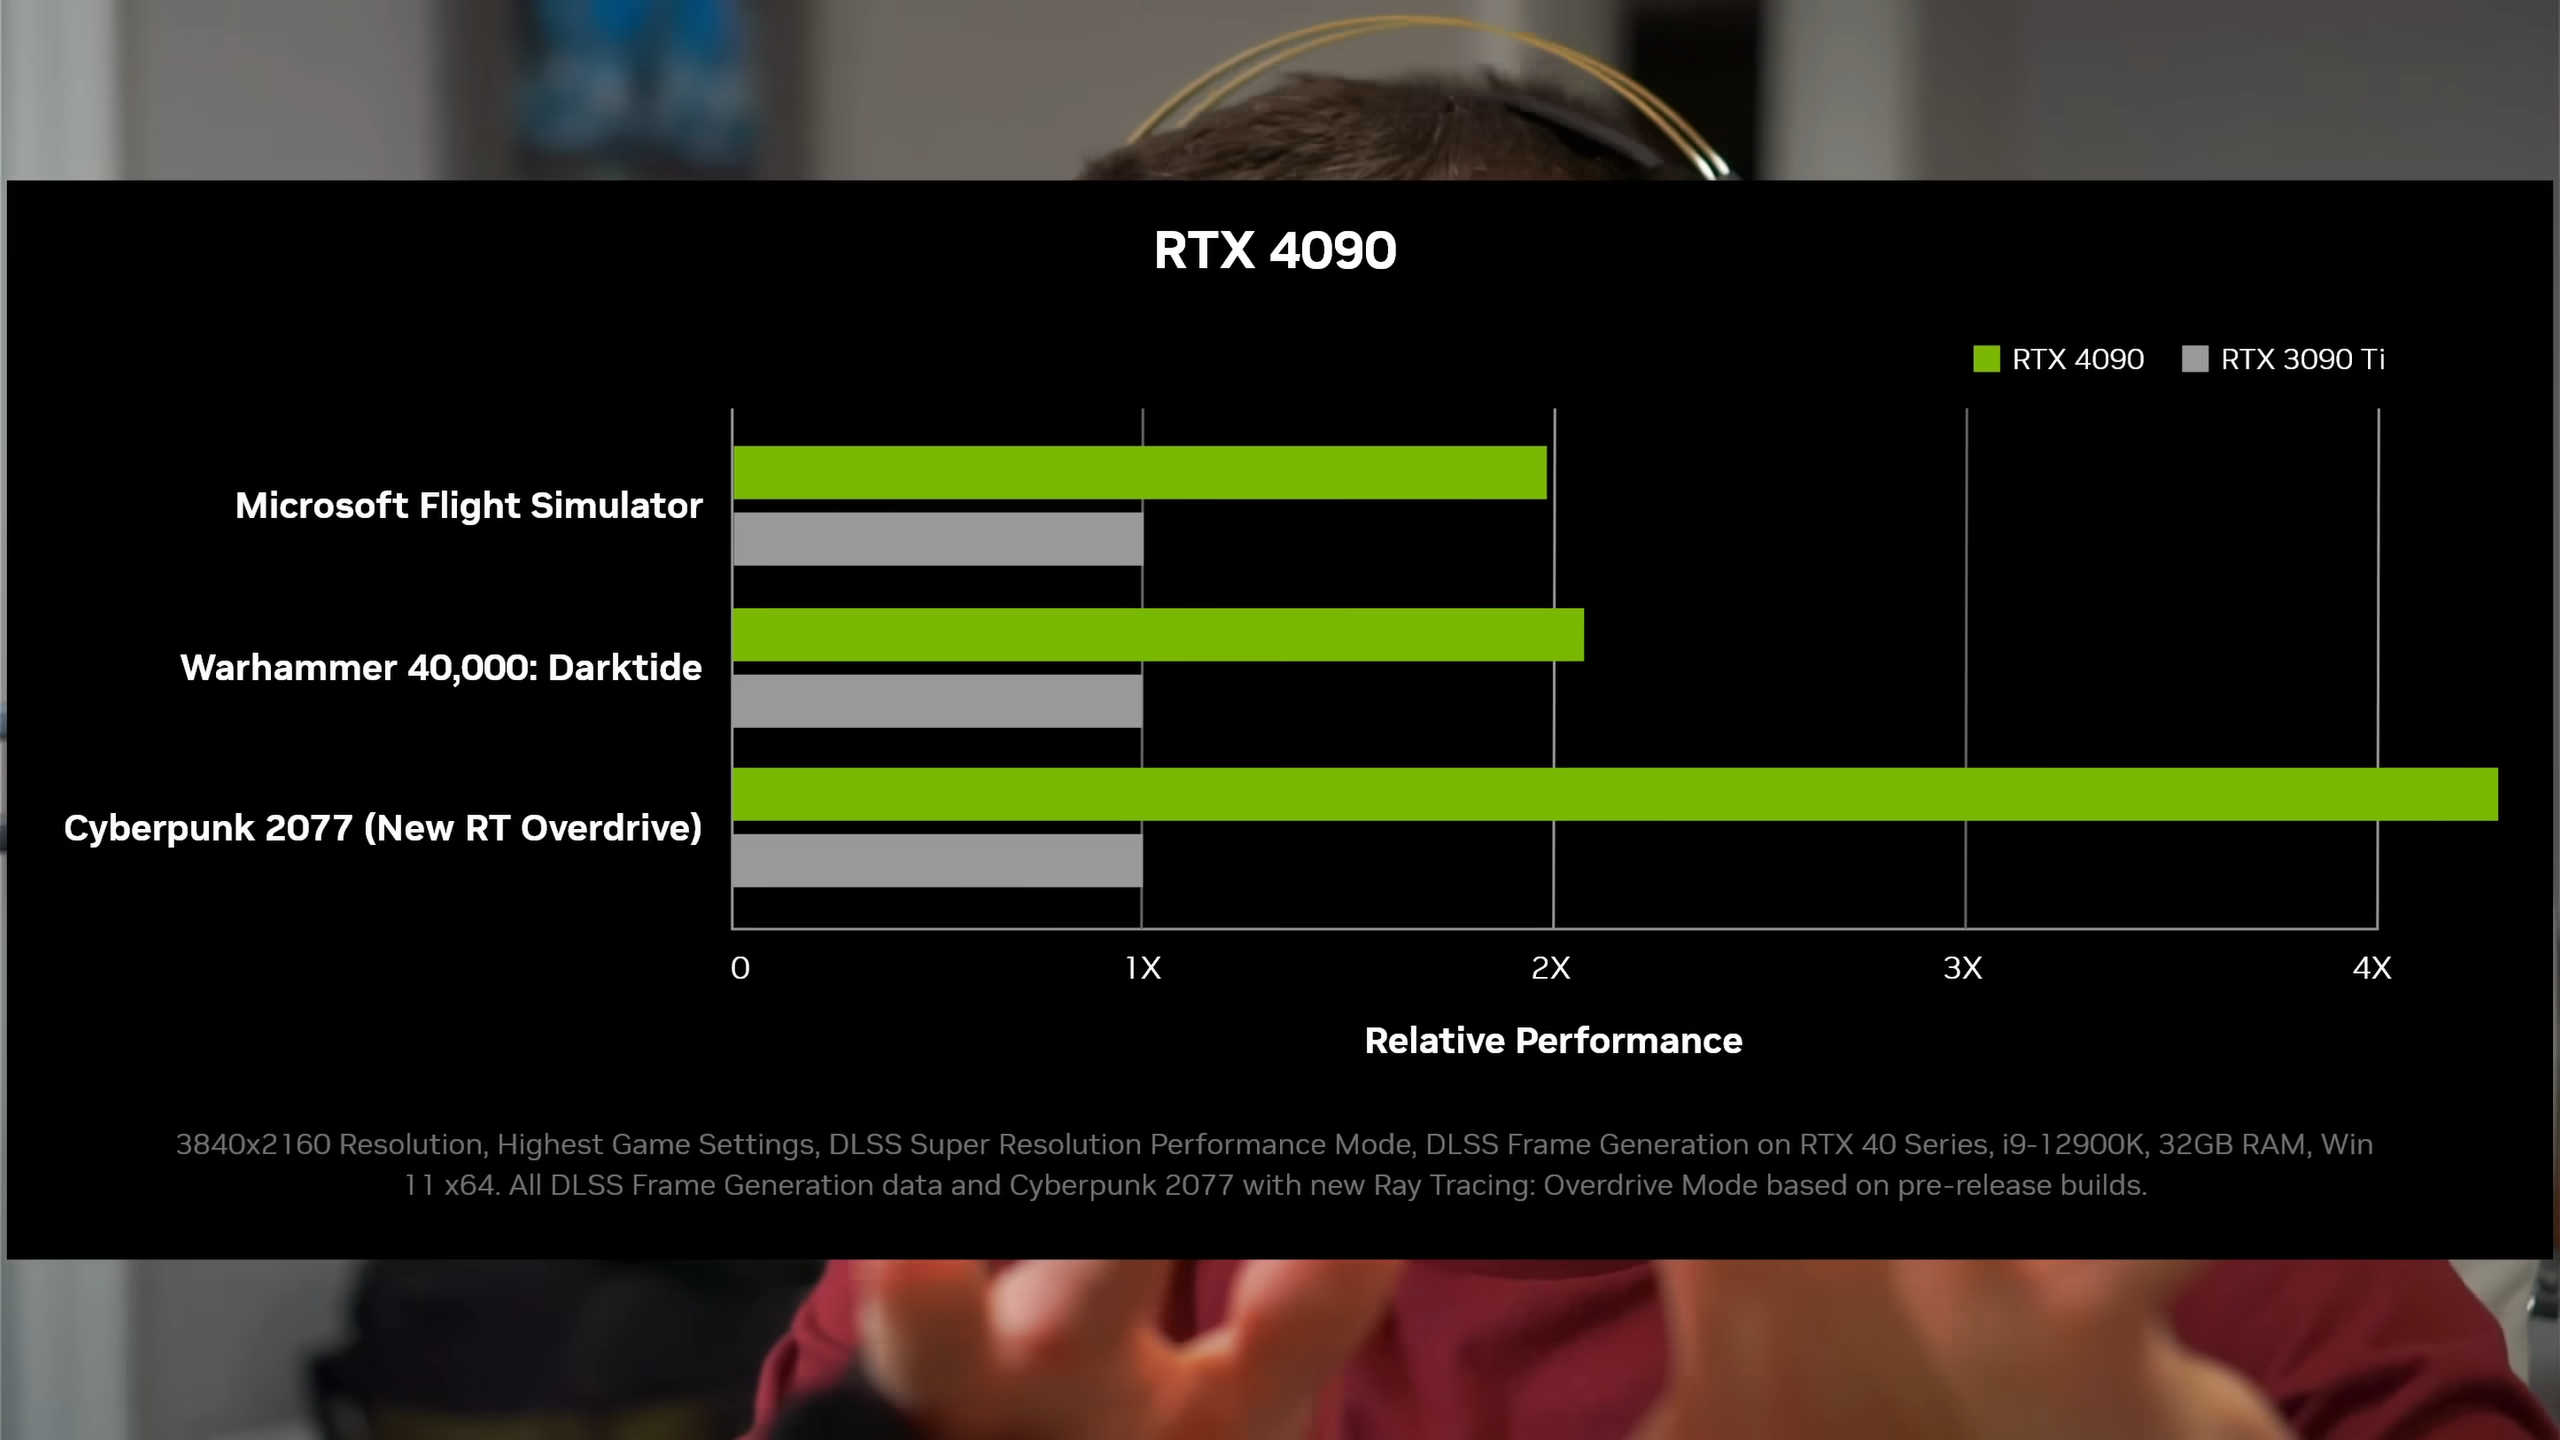 RTX 4090
RTX 4090 RTX 3090 Ti
Microsoft Flight Simulator
Warhammer 40,000: Darktide
Cyberpunk 2077 (New RT Overdrive)
0 1X 2X 3X 4X
Relative Performance
3840x2160 Resolution, Highest Game Settings, DLSS Super Resolution Performance Mode, DLSS Frame Generation on RTX 40 Series, i9-12900K, 32GB RAM, Win
11 x64. All DLSS Frame Generation data and Cyberpunk 2077 with new Ray Tracing: Overdrive Mode based on pre-release builds.